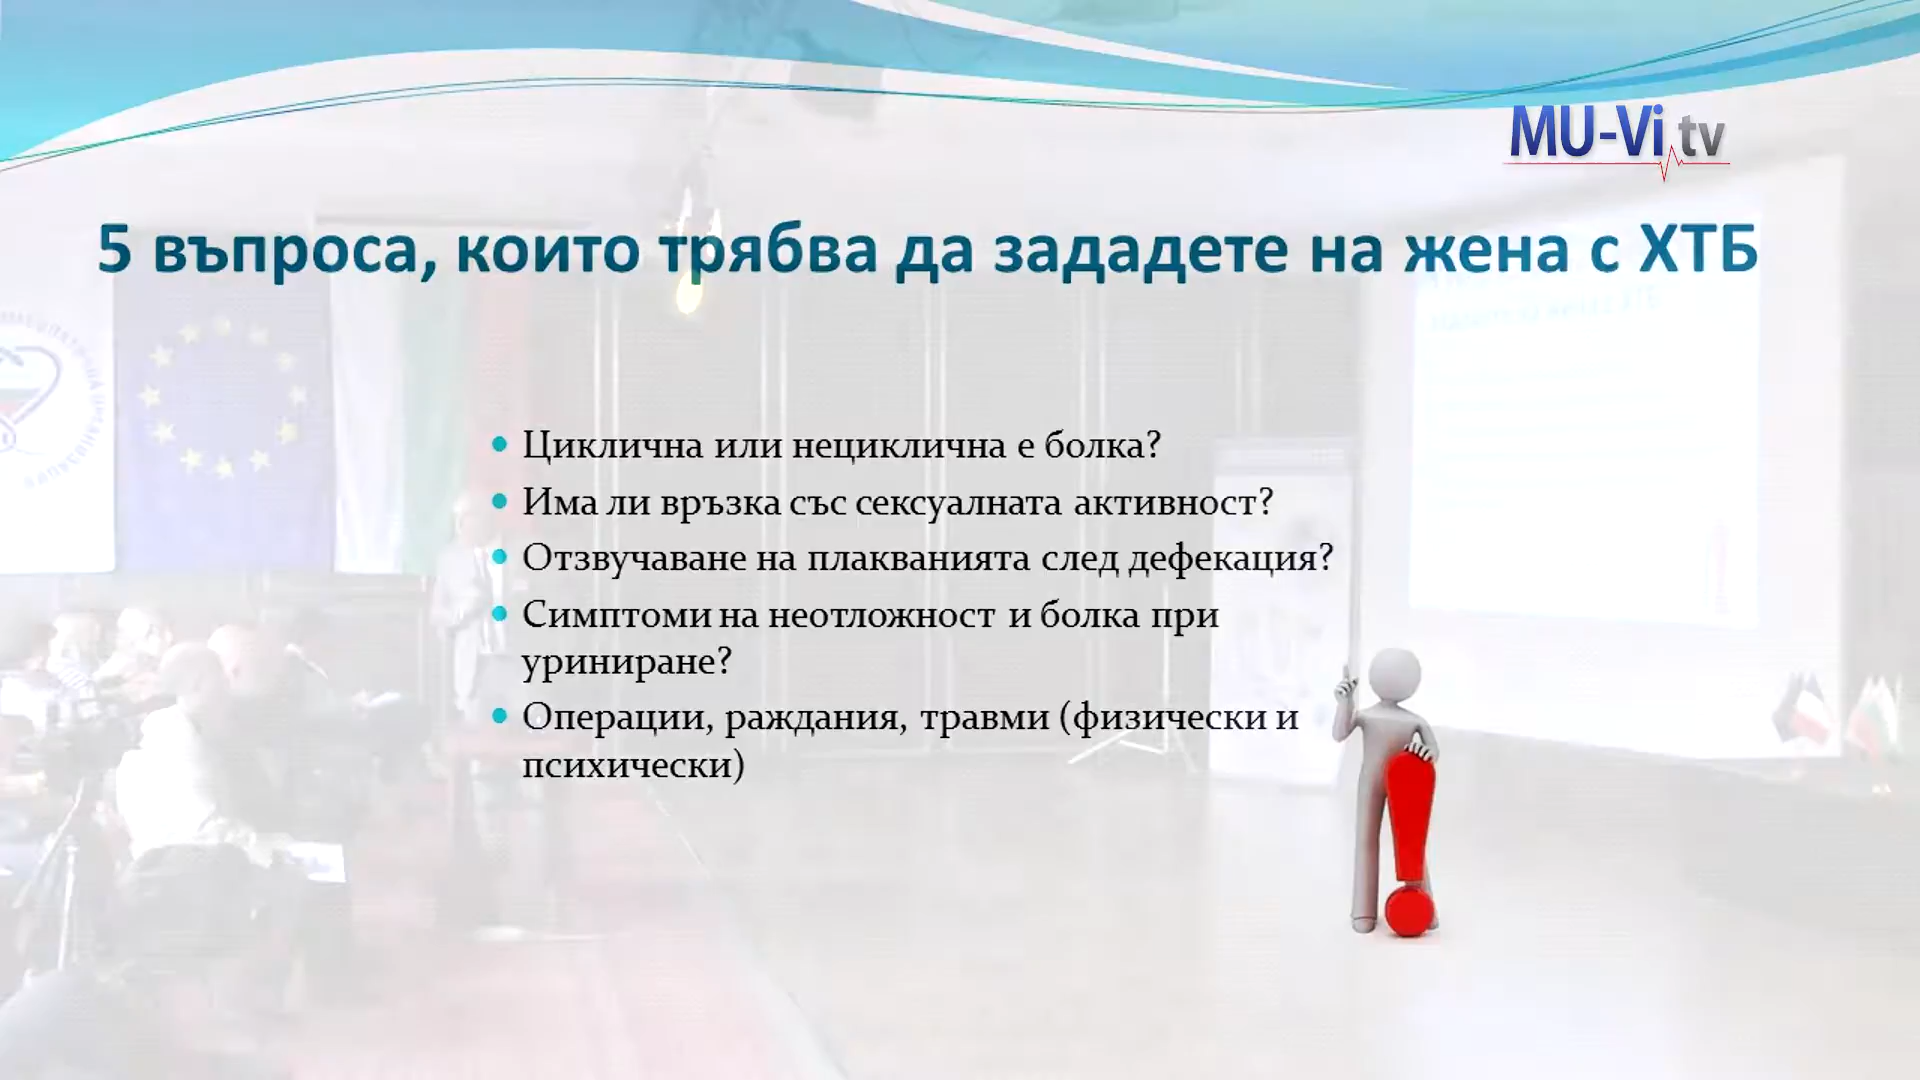 MU-Vi.tv
5 въпроса, които трябва да зададете на жена с ХТБ
Циклична или нециклична е болка?
Има ли връзка със сексуалната активност?
Отзвучаване на плакванията след дефекация?
Симптоми на неотложност и болка при
уриниране?
Операции, раждания, травми (физически и
психически)